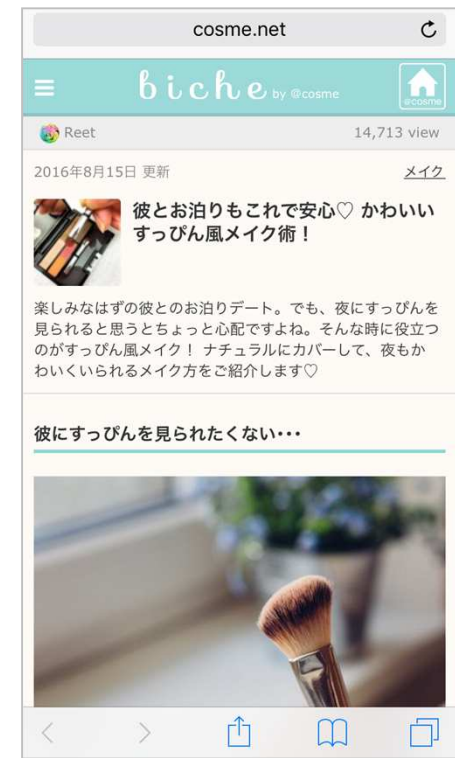 cosme.net
biche by @cosme
@cosme
Reet
14,713 view
2016年8月15日 更新
メイク
彼とお泊りもこれで安心♡ かわいい
すっぴん風メイク術！
楽しみなはずの彼とのお泊りデート。でも、夜にすっぴんを
見られると思うとちょっと心配ですよね。そんな時に役立つ
のがすっぴん風メイク！ ナチュラルにカバーして、夜もか
わいくいられるメイク方をご紹介します♡
彼にすっぴんを見られたくない･･･